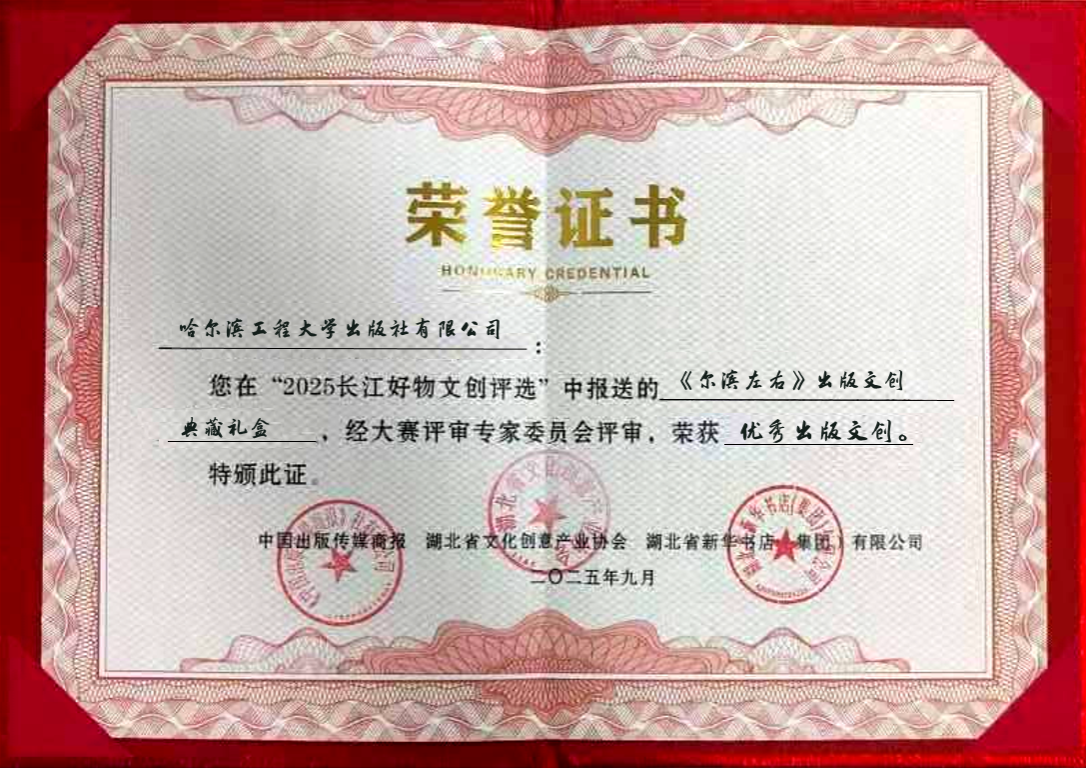 荣誉证书
HONORARY CREDENTIAL
哈尔滨工程大学出版社有限公司：
您在“2025长江好物文创评选”中报送的《尔滨左右》出版文创
典藏礼盒，经大赛评审专家委员会评审，荣获优秀出版文创。
特颁此证。
中国出版传媒商报 湖北省文化创意产业协会 湖北省新华书店（集团）有限公司
二〇二五年九月